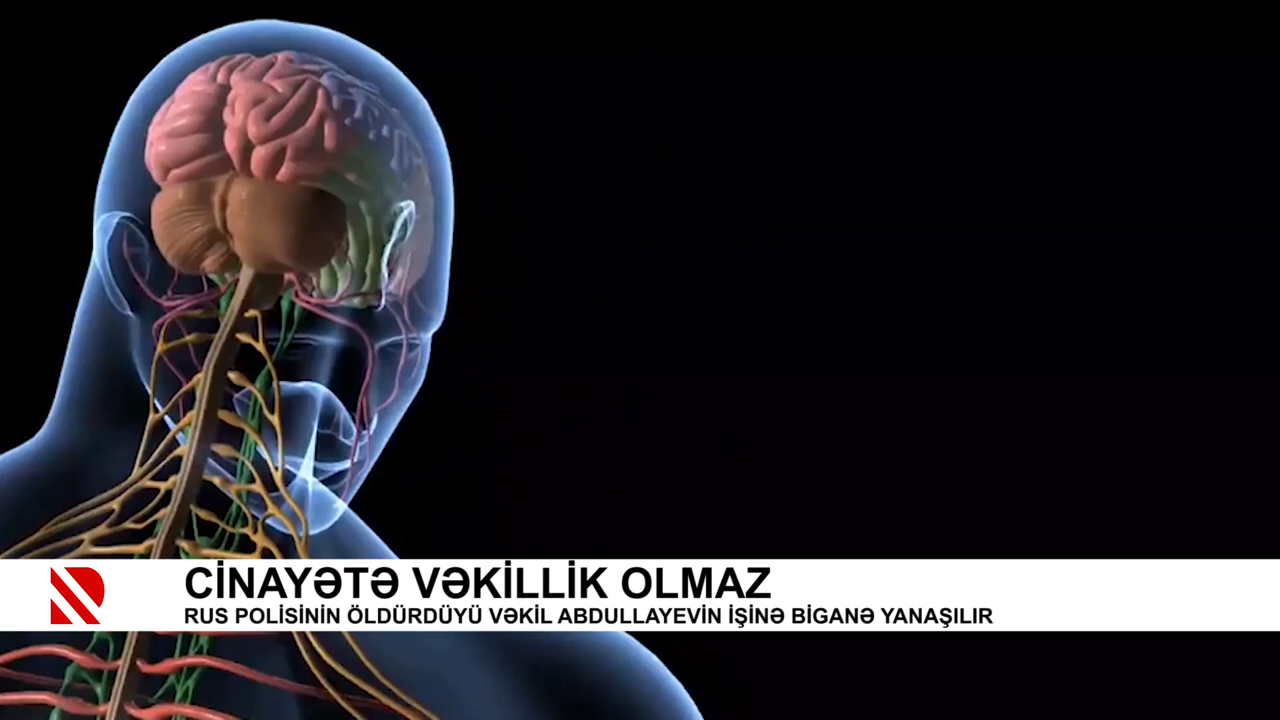 CİNAYƏTƏ VƏKİLLİK OLMAZ
RUS POLİSİNİN ÖLDÜRDÜYÜ VƏKİL ABDULLAYEVİN İŞİNƏ BİGANƏ YANAŞILIR